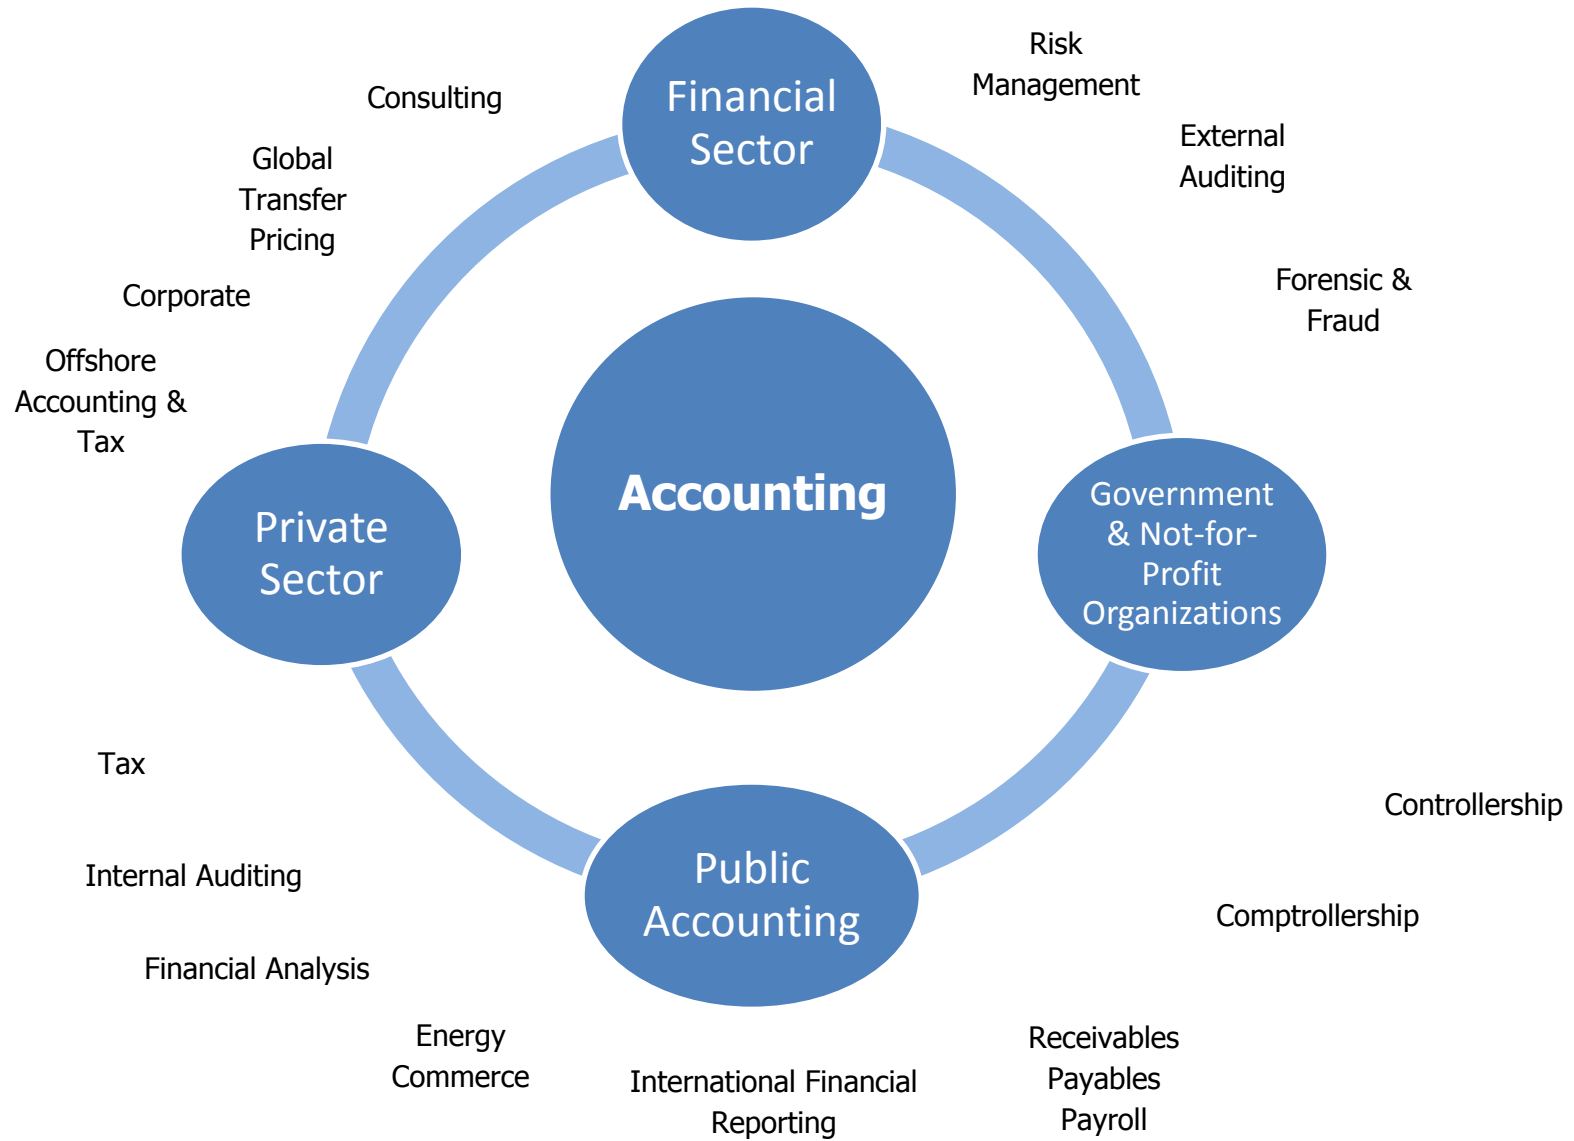 Financial
Sector
Risk
Management
Consulting
External
Auditing
Global
Transfer
Pricing
Forensic &
Fraud
Corporate
Offshore
Accounting &
Tax
Accounting
Private
Sector
Government
& Not-for-
Profit
Organizations
Tax
Controllership
Internal Auditing
Public
Accounting
Comptrollership
Financial Analysis
Energy
Commerce
International Financial
Reporting
Receivables
Payables
Payroll